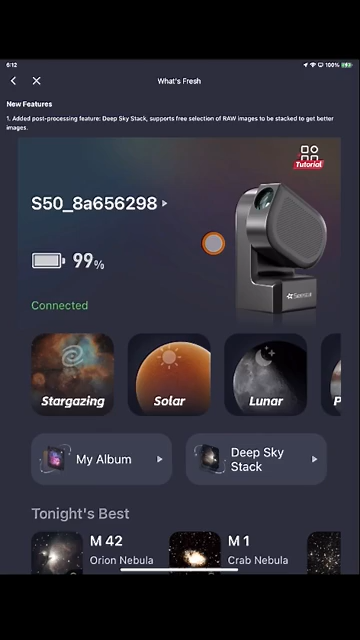 6:12
100%
What's Fresh
New Features
1. Added post-processing feature: Deep Sky Stack, supports free selection of RAW images to be stacked to get better
images.
Tutorial
S50_8a656298
99%
Seestar
Connected
Stargazing
Solar
Lunar
P
My Album
Deep Sky
Stack
Tonight's Best
M 42
Orion Nebula
M 1
Crab Nebula